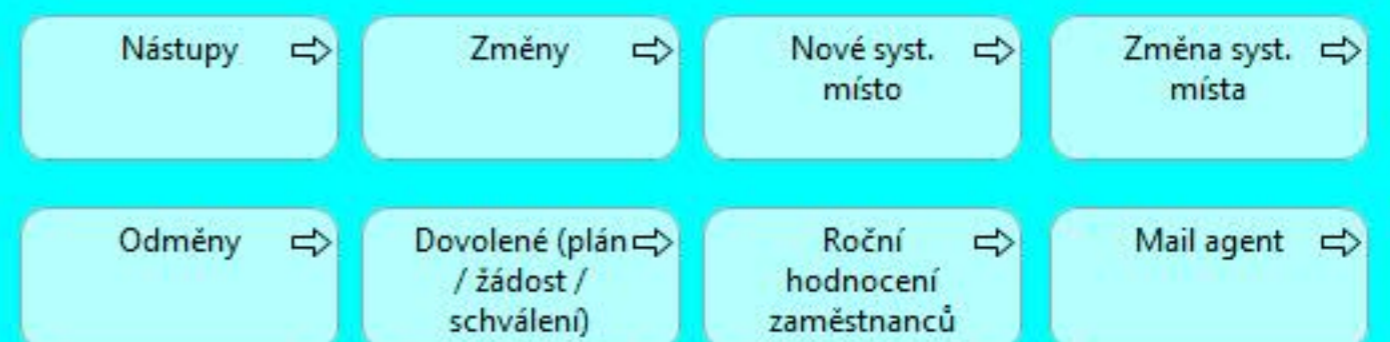 Nástupy
Změny
Nové syst.
místo
Změna syst.
místa
Odměny
Dovolené (plán
/ žádost /
schválení)
Roční
hodnocení
zaměstnanců
Mail agent